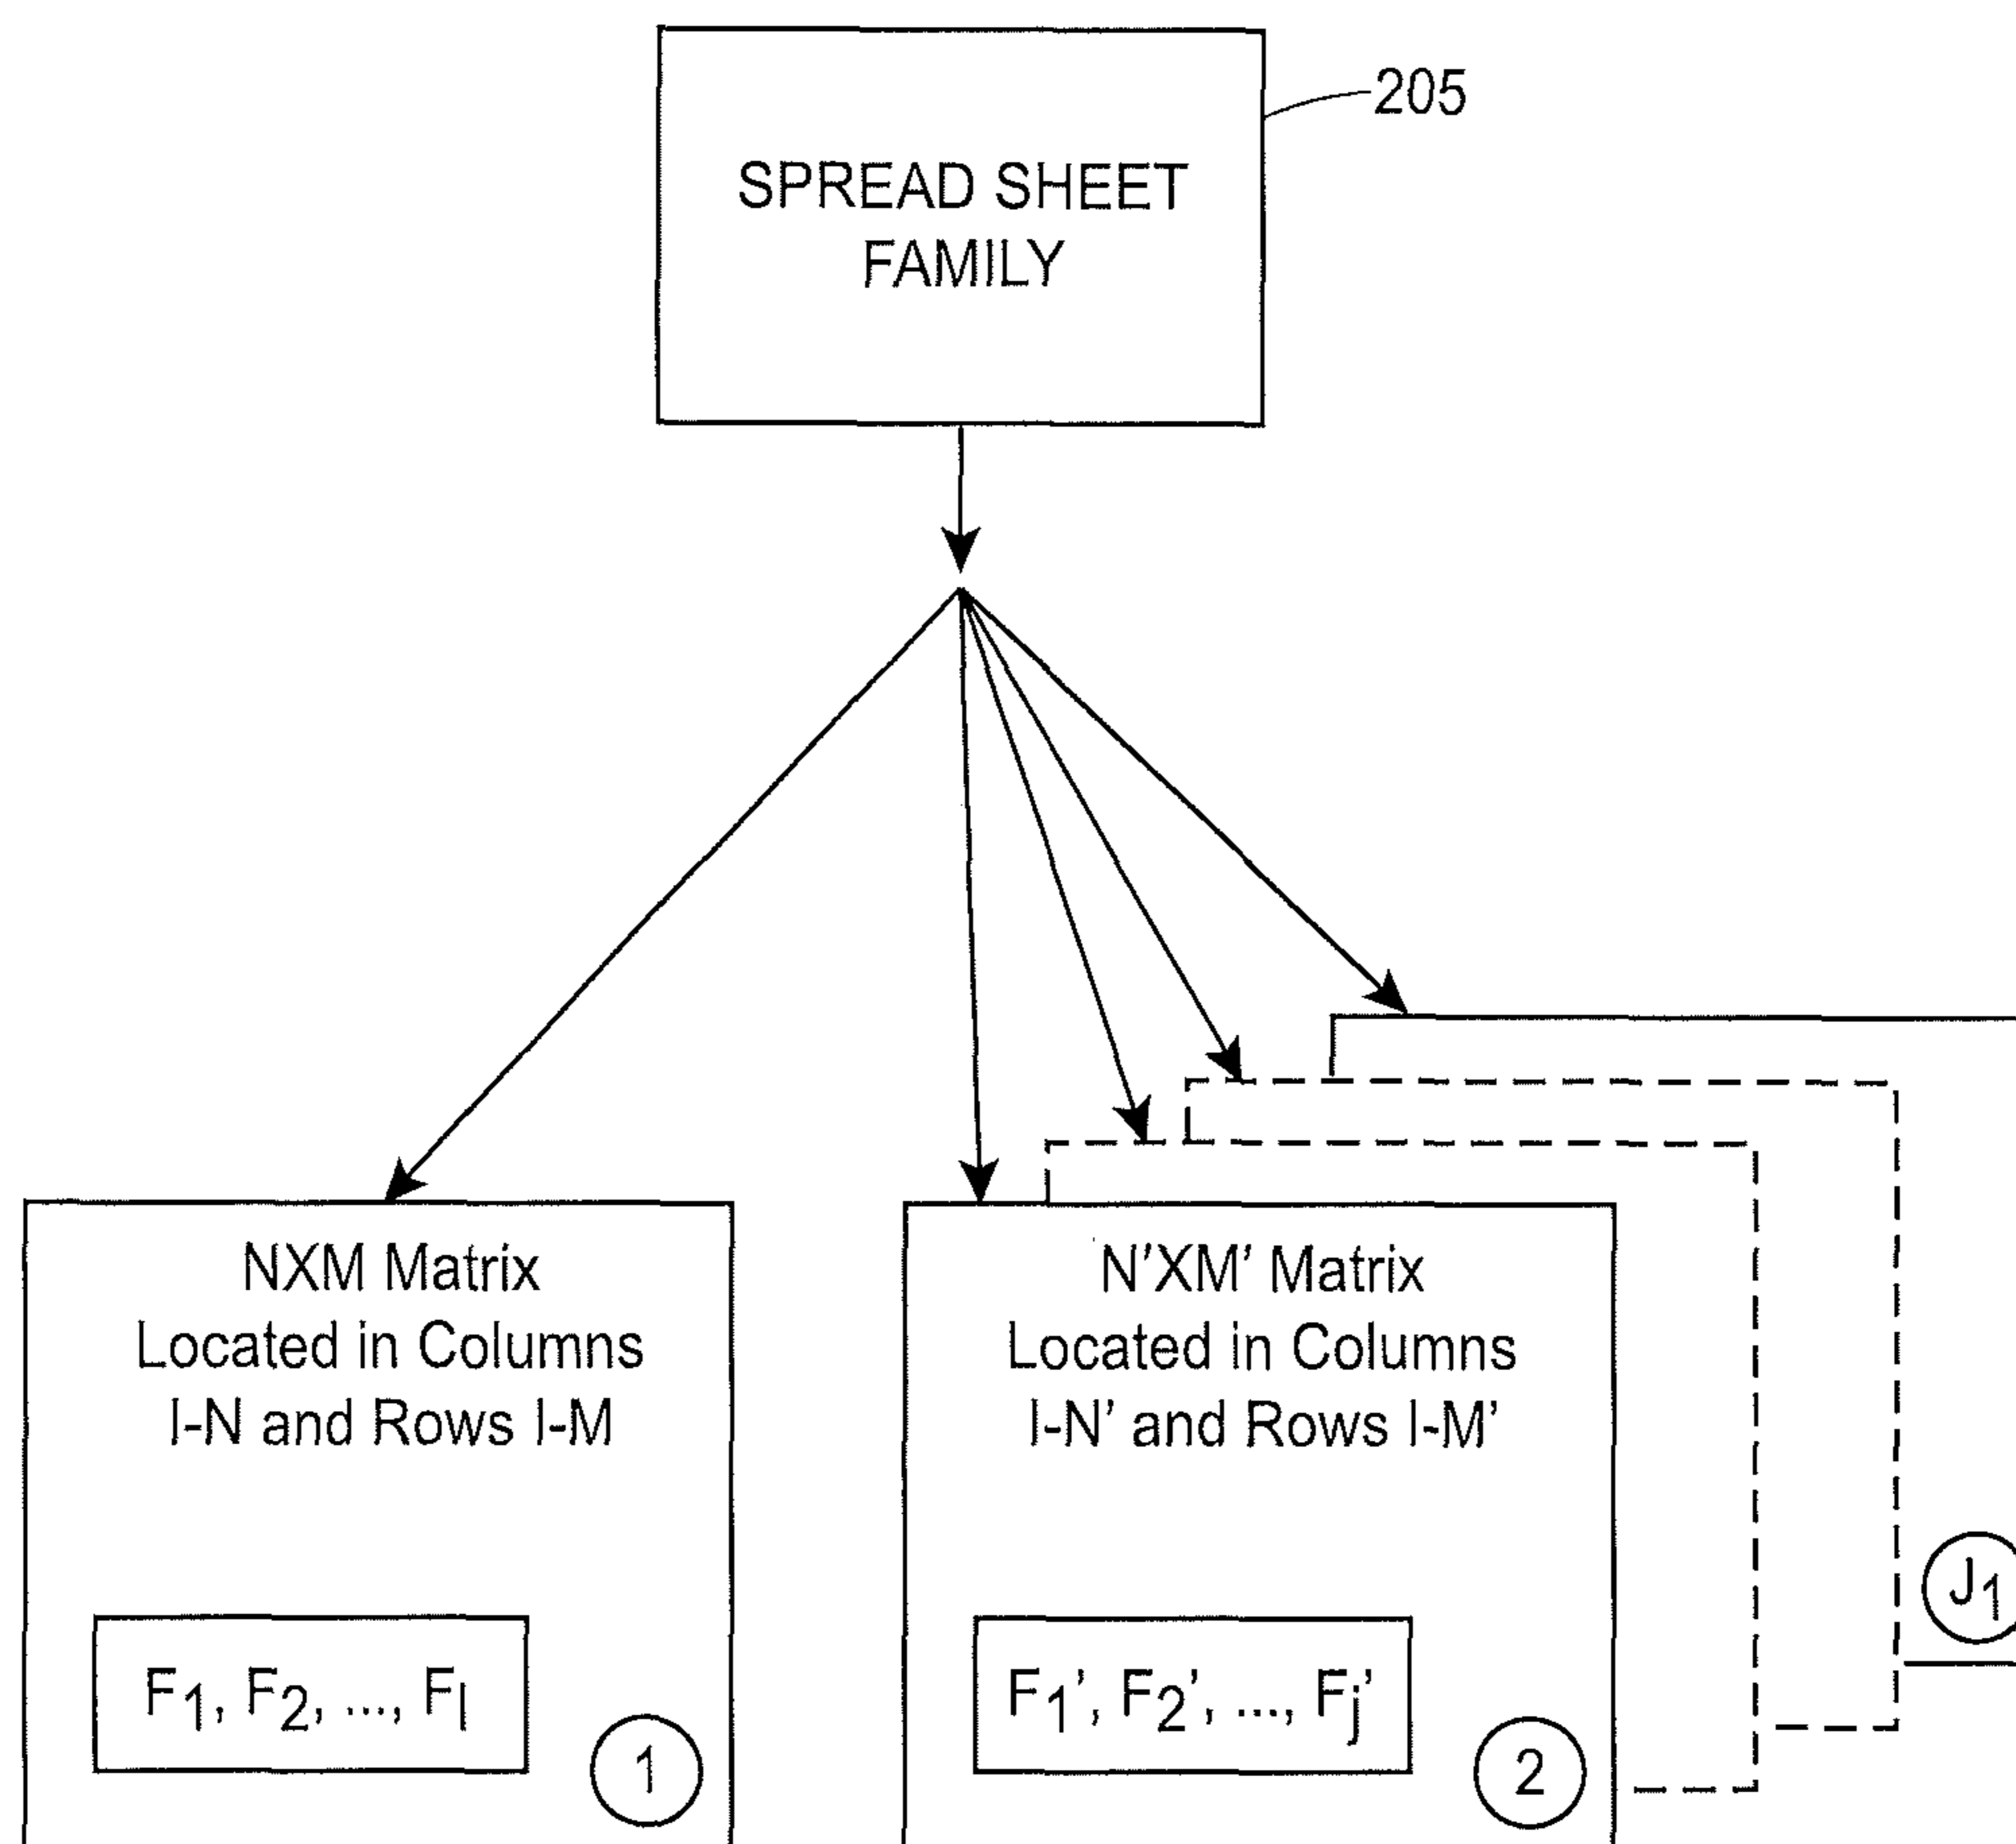 205
SPREAD SHEET
FAMILY
NXM Matrix
Located in Columns
I-N and Rows I-M
F1, F2, ..., FI
1
N'XM' Matrix
Located in Columns
I-N' and Rows I-M'
F1', F2', ..., Fj'
2
J1